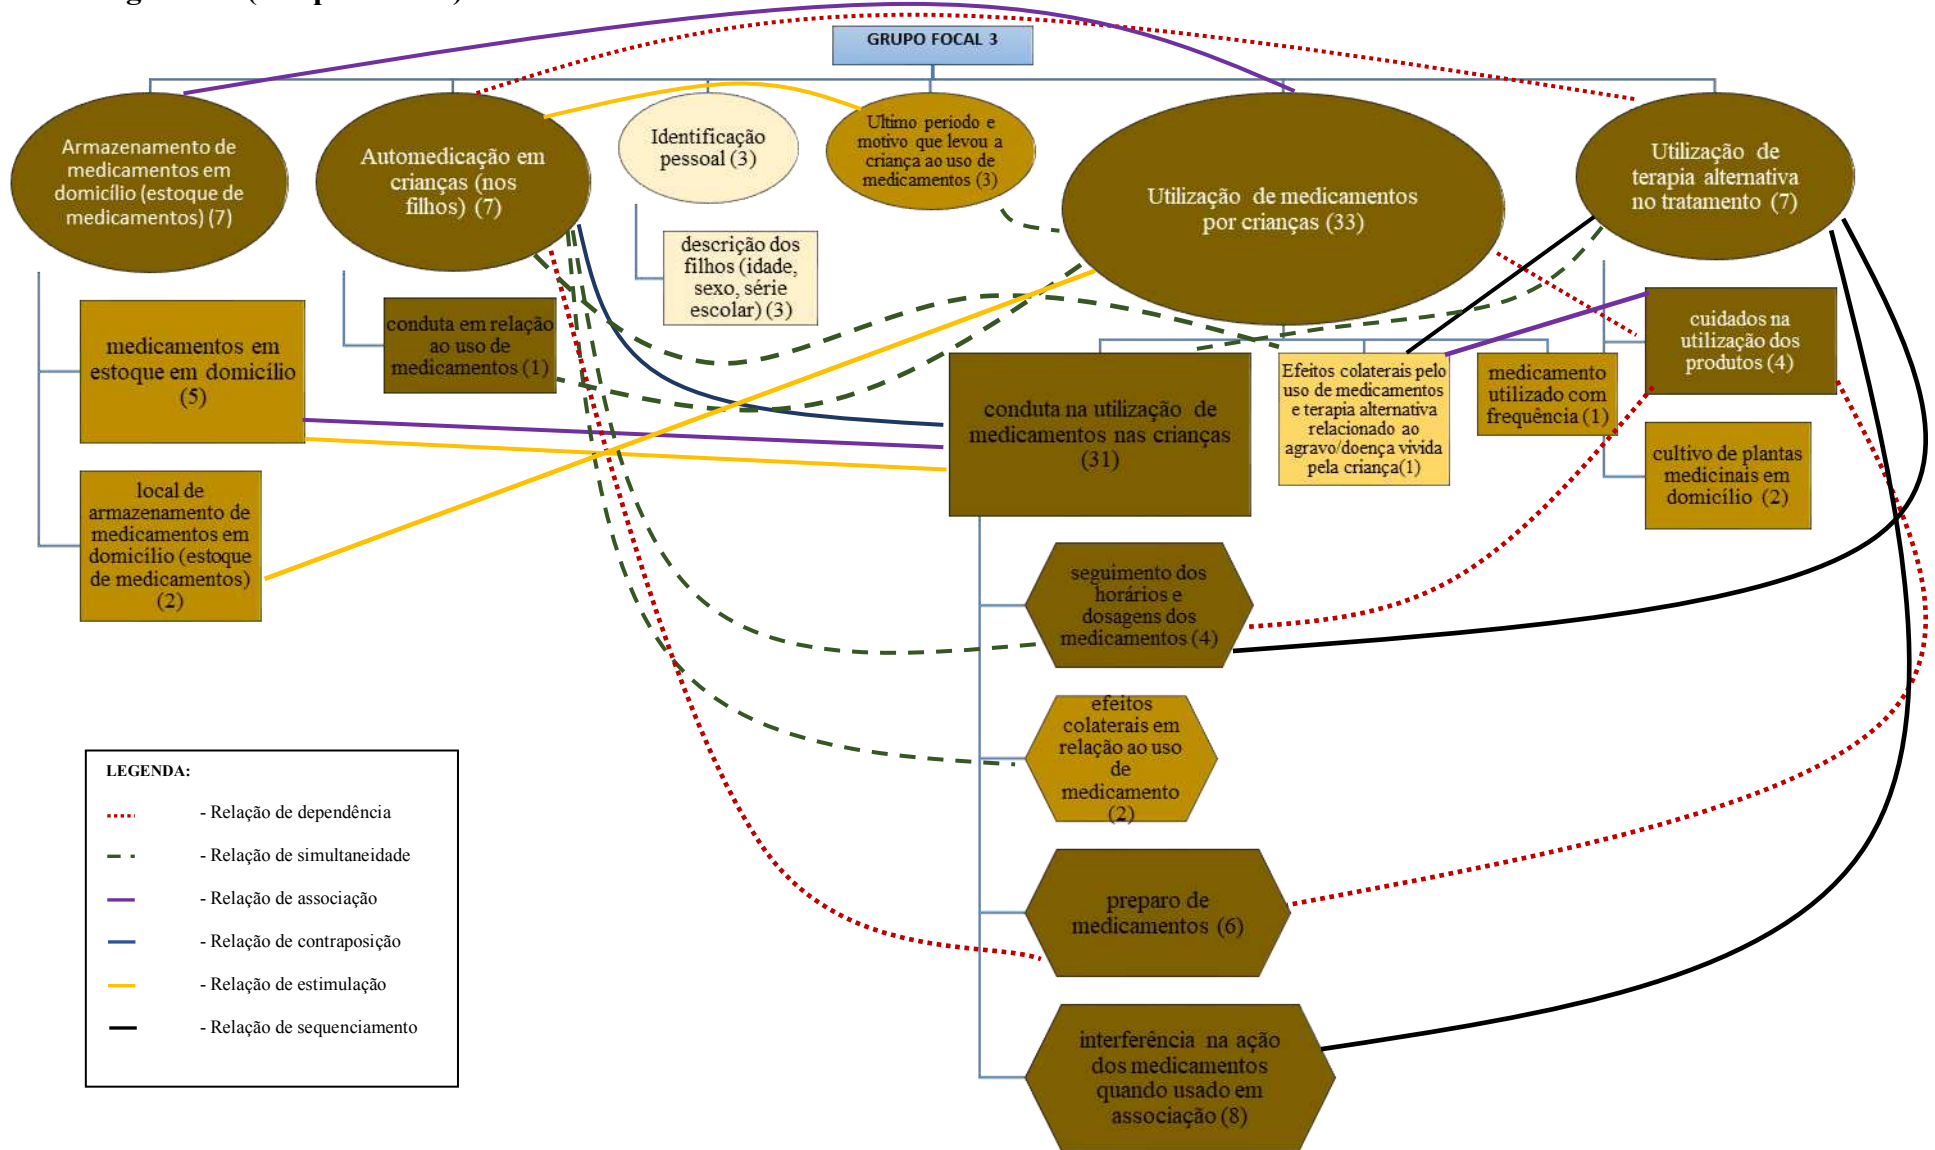 GRUPO FOCAL 3
Armazenamento de
medicamentos em
domicílio (estoque de
medicamentos) (7)
Automedicação em
crianças (nos
filhos) (7)
Identificação
pessoal (3)
Ultimo periodo e
motivo que levou a
criança ao uso de
medicamentos (3)
Utilização de medicamentos
por crianças (33)
Utilização de
terapia alternativa
no tratamento (7)
medicamentos em
estoque em domicílio
(5)
local de
armazenamento de
medicamentos em
domicílio (estoque
de medicamentos)
(2)
conduta em relação
ao uso de
medicamentos (1)
descrição dos
filhos (idade,
sexo, série
escolar) (3)
conduta na utilização de
medicamentos nas crianças
(31)
Efeitos colaterais pelo
uso de medicamentos
e terapia alternativa
relacionado ao
agravo/doença vivida
pela criança(1)
medicamento
utilizado com
frequência (1)
cuidados na
utilização dos
produtos (4)
cultivo de plantas
medicinais em
domicílio (2)
seguimento dos
horários e
dosagens dos
medicamentos (4)
efeitos
colaterais em
relação ao uso
de
medicamento
(2)
preparo de
medicamentos (6)
interferência na ação
dos medicamentos
quando usado em
associação (8)
LEGENDA:
- Relação de dependência
- Relação de simultaneidade
- Relação de associação
- Relação de contraposição
- Relação de estimulação
- Relação de sequenciamento